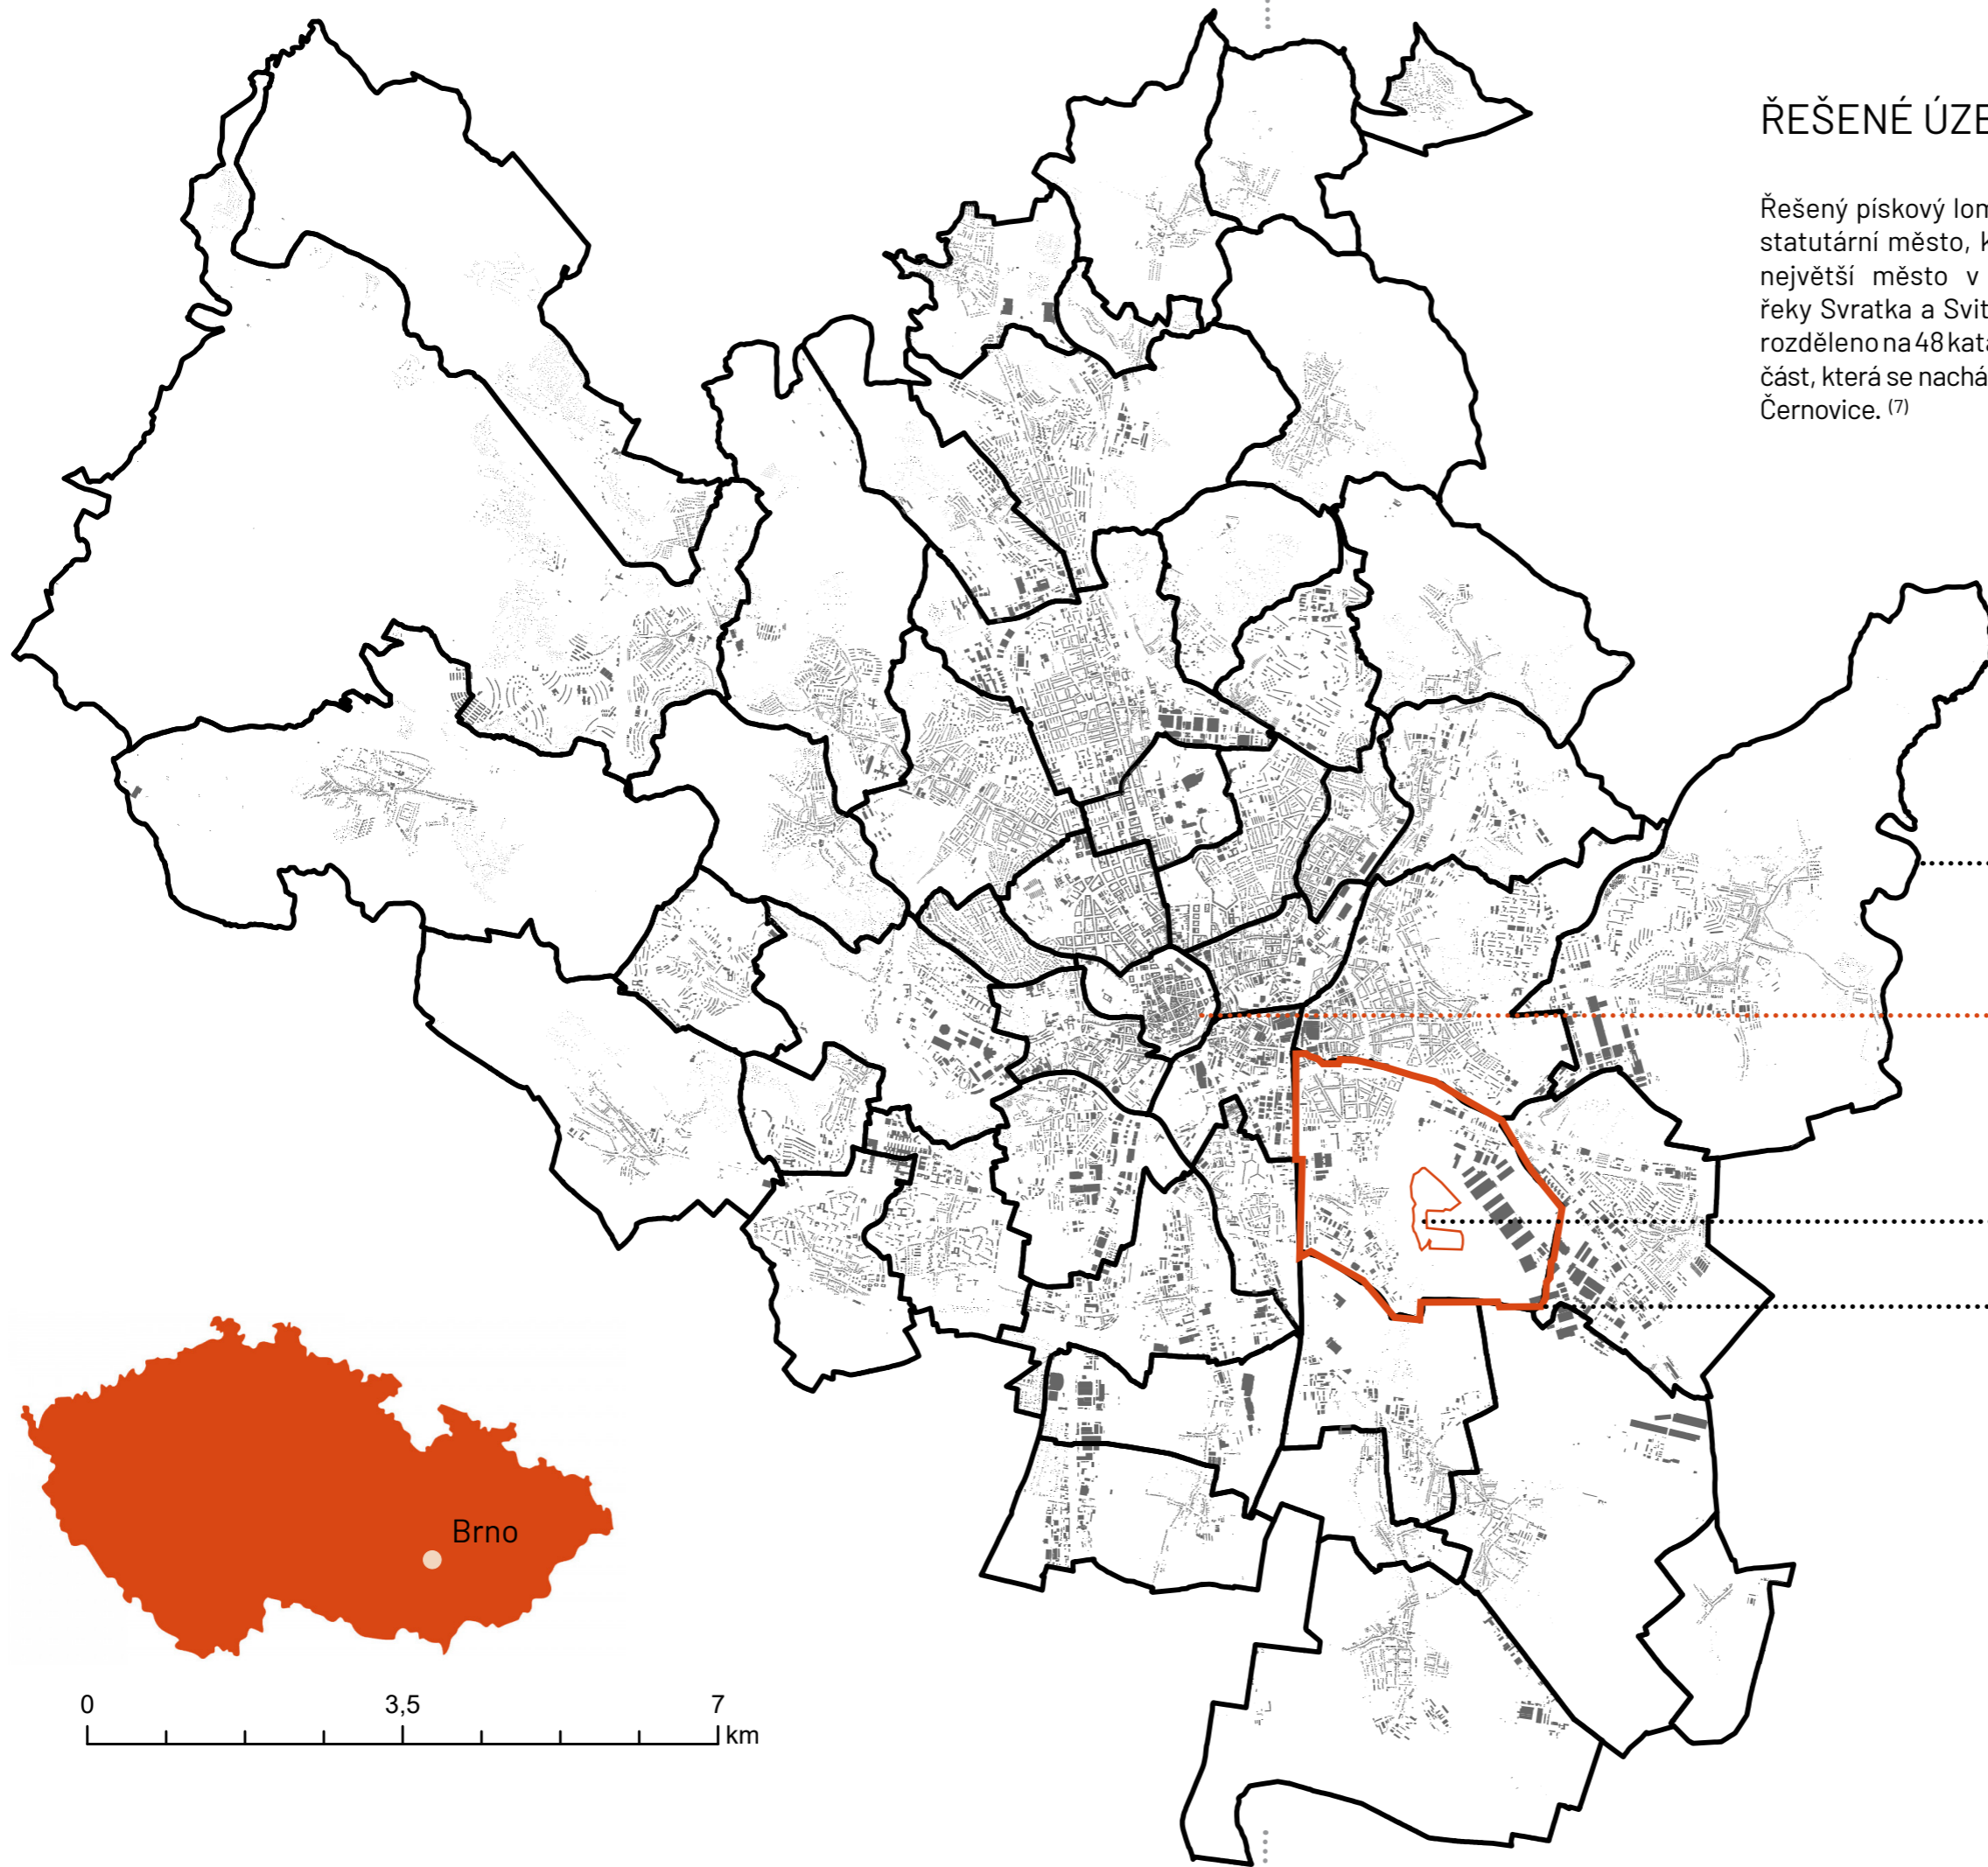 ŘEŠENÉ ÚZE
Řešený pískový lom
statutární město, k
největší město v
řeky Svratka a Svit
rozděleno na 48 kata
část, která se nachá
Černovice. (7)
Brno
0 3,5 7
km